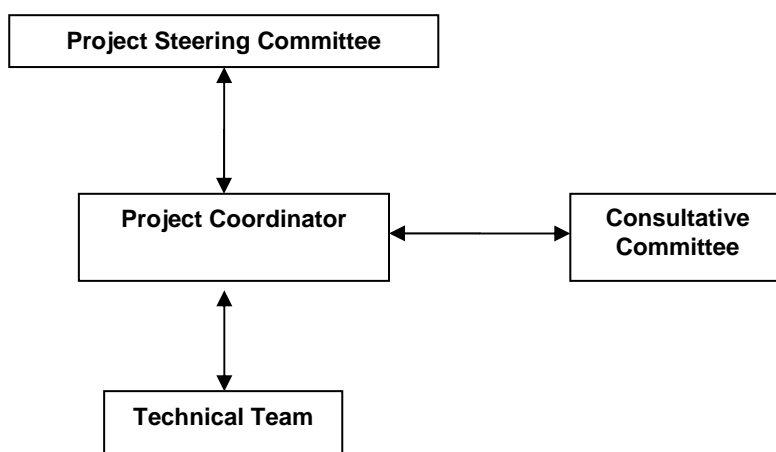 Project Steering Committee
Project Coordinator
Consultative
Committee
Technical Team